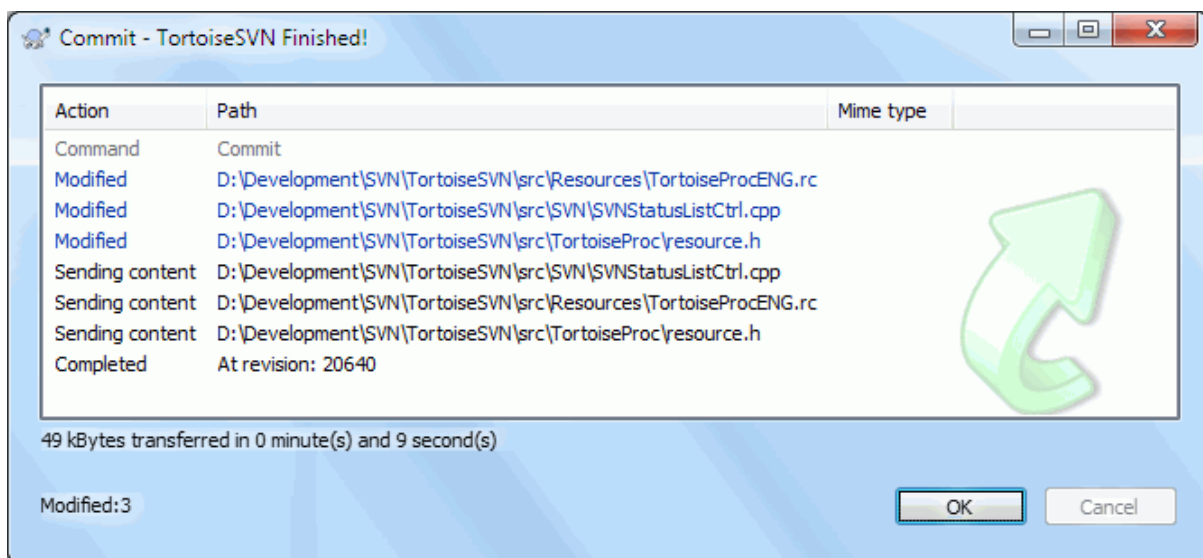 Commit - TortoiseSVN Finished!
Action Path Mime type
Command Commit
Modified D:\Development\SVN\TortoiseSVN\src\Resources\TortoiseProcENG.rc
Modified D:\Development\SVN\TortoiseSVN\src\SVN\SVNStatusListCtrl.cpp
Modified D:\Development\SVN\TortoiseSVN\src\TortoiseProc\resource.h
Sending content D:\Development\SVN\TortoiseSVN\src\SVN\SVNStatusListCtrl.cpp
Sending content D:\Development\SVN\TortoiseSVN\src\Resources\TortoiseProcENG.rc
Sending content D:\Development\SVN\TortoiseSVN\src\TortoiseProc\resource.h
Completed At revision: 20640
49 kBytes transferred in 0 minute(s) and 9 second(s)
Modified:3
OK Cancel